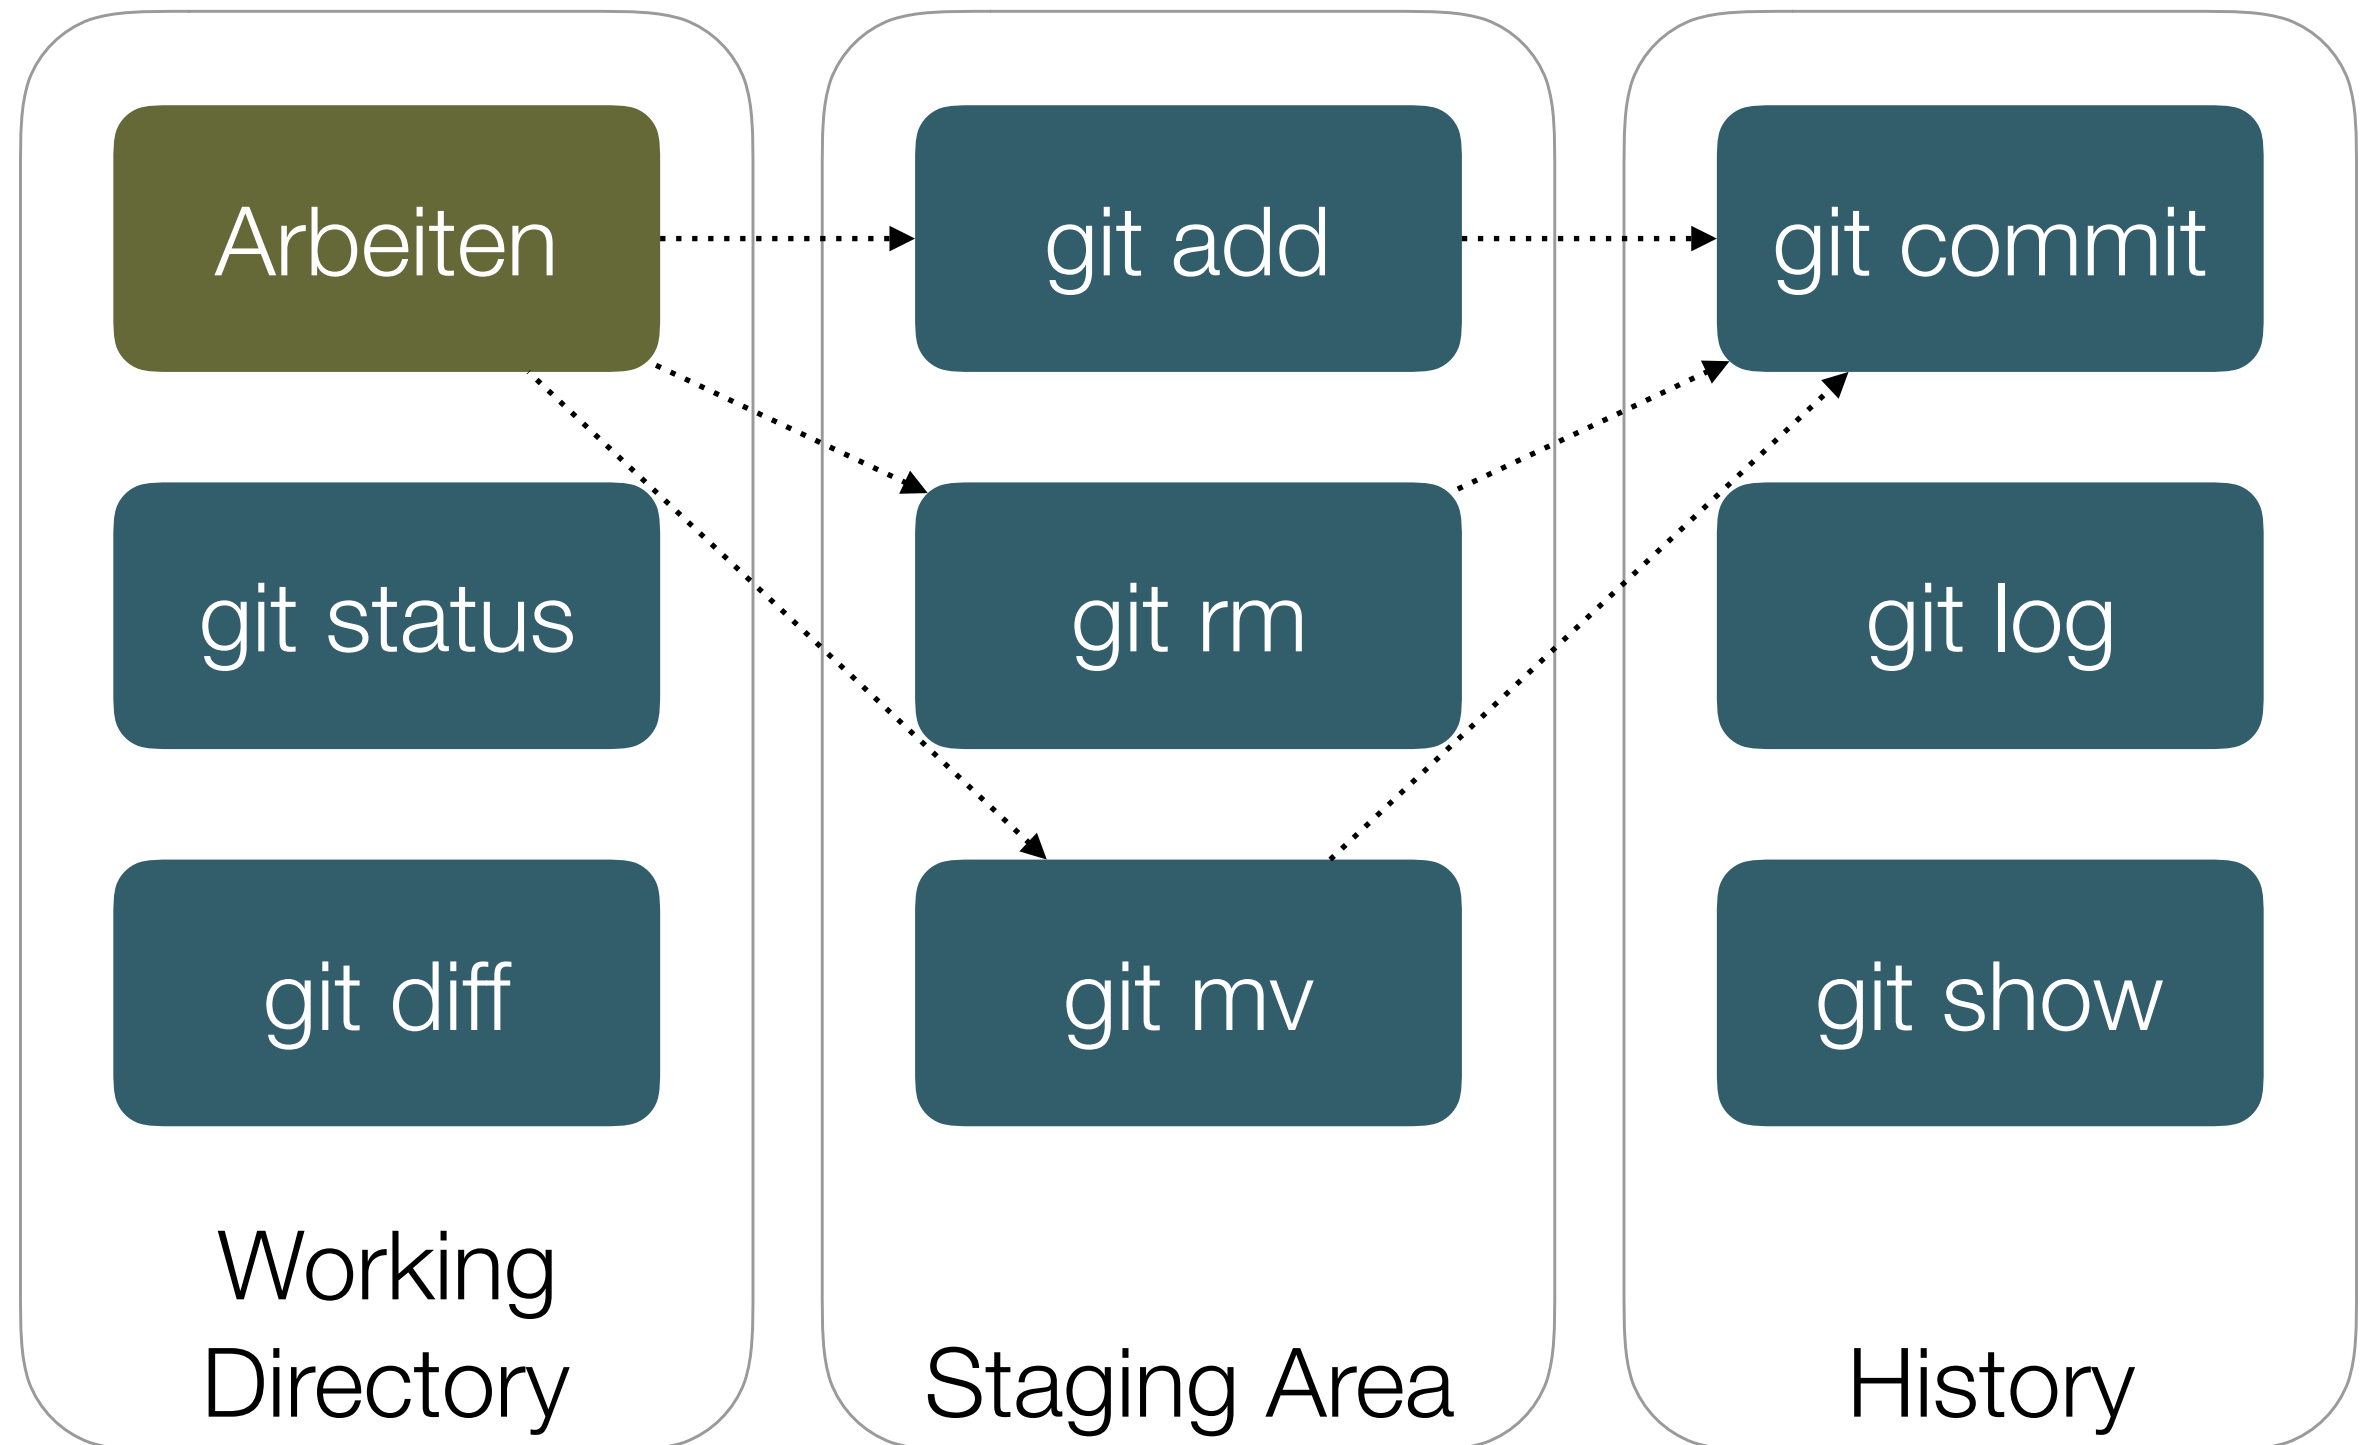 Arbeiten
git status
git diff
Working
Directory
git add
git rm
git mv
Staging Area
git commit
git log
git show
History